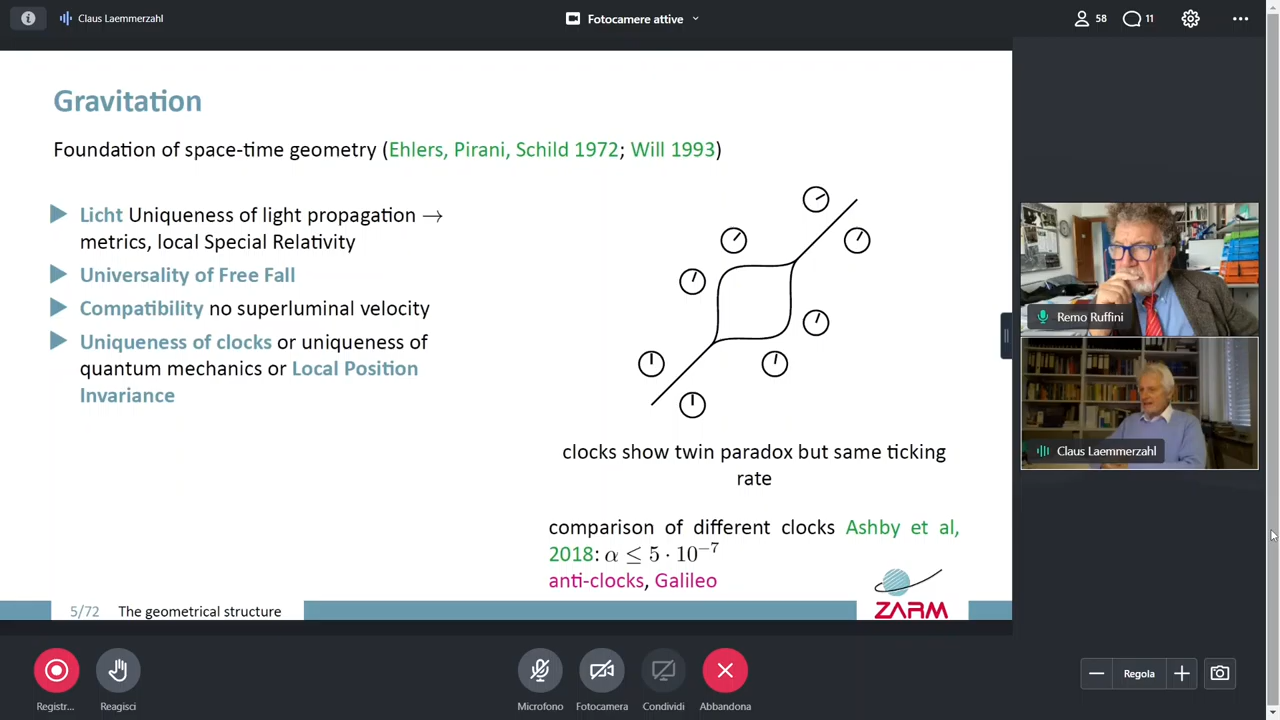 Claus Laemmerzahl
Fotocamere attive
58
11
Gravitation
Foundation of space-time geometry (Ehlers, Pirani, Schild 1972; Will 1993)
Licht Uniqueness of light propagation →
metrics, local Special Relativity
Universality of Free Fall
Compatibility no superluminal velocity
Uniqueness of clocks or uniqueness of
quantum mechanics or Local Position
Invariance
clocks show twin paradox but same ticking
rate
comparison of different clocks Ashby et al,
2018: α ≤ 5 · 10⁻⁷
anti-clocks, Galileo
5/72 The geometrical structure
ZARM
Remo Ruffini
Claus Laemmerzahl
Registr...
Reagisci
Microfono
Fotocamera
Condividi
Abbandona
Regola